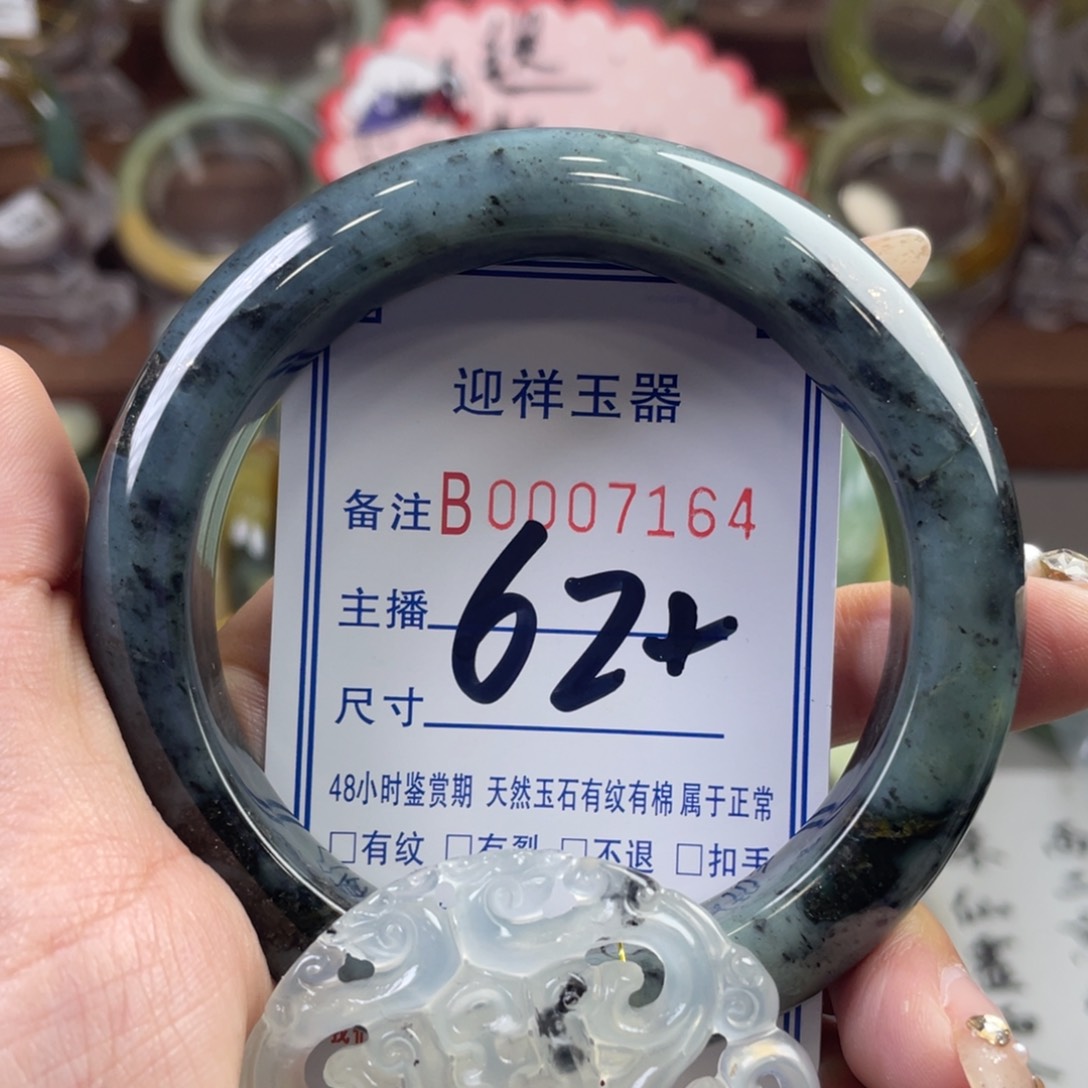 迎祥玉器
备注B0007164
主播
62+
尺寸
48小时鉴赏期 天然玉石有纹有棉属于正常
□有纹 □有裂 □不退 □扣手